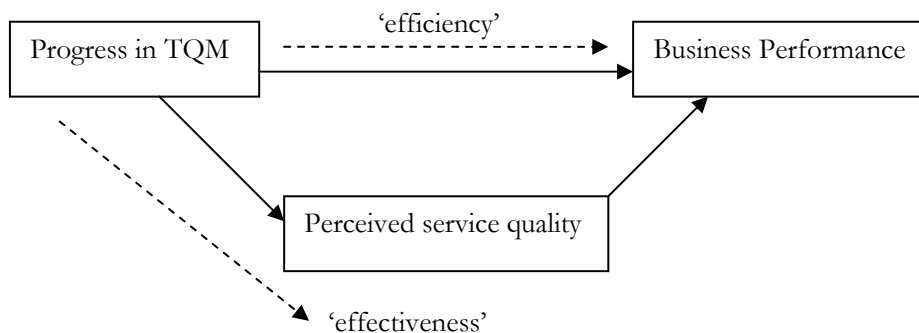 ‘efficiency’
Progress in TQM
Business Performance
Perceived service quality
‘effectiveness’